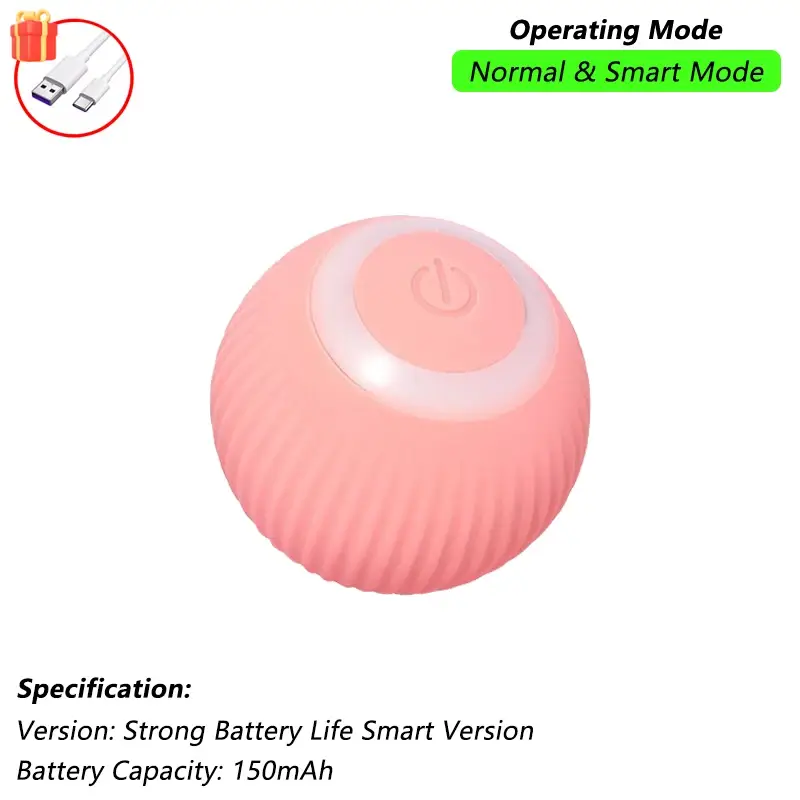 Operating Mode
Normal & Smart Mode
Specification:
Version: Strong Battery Life Smart Version
Battery Capacity: 150mAh